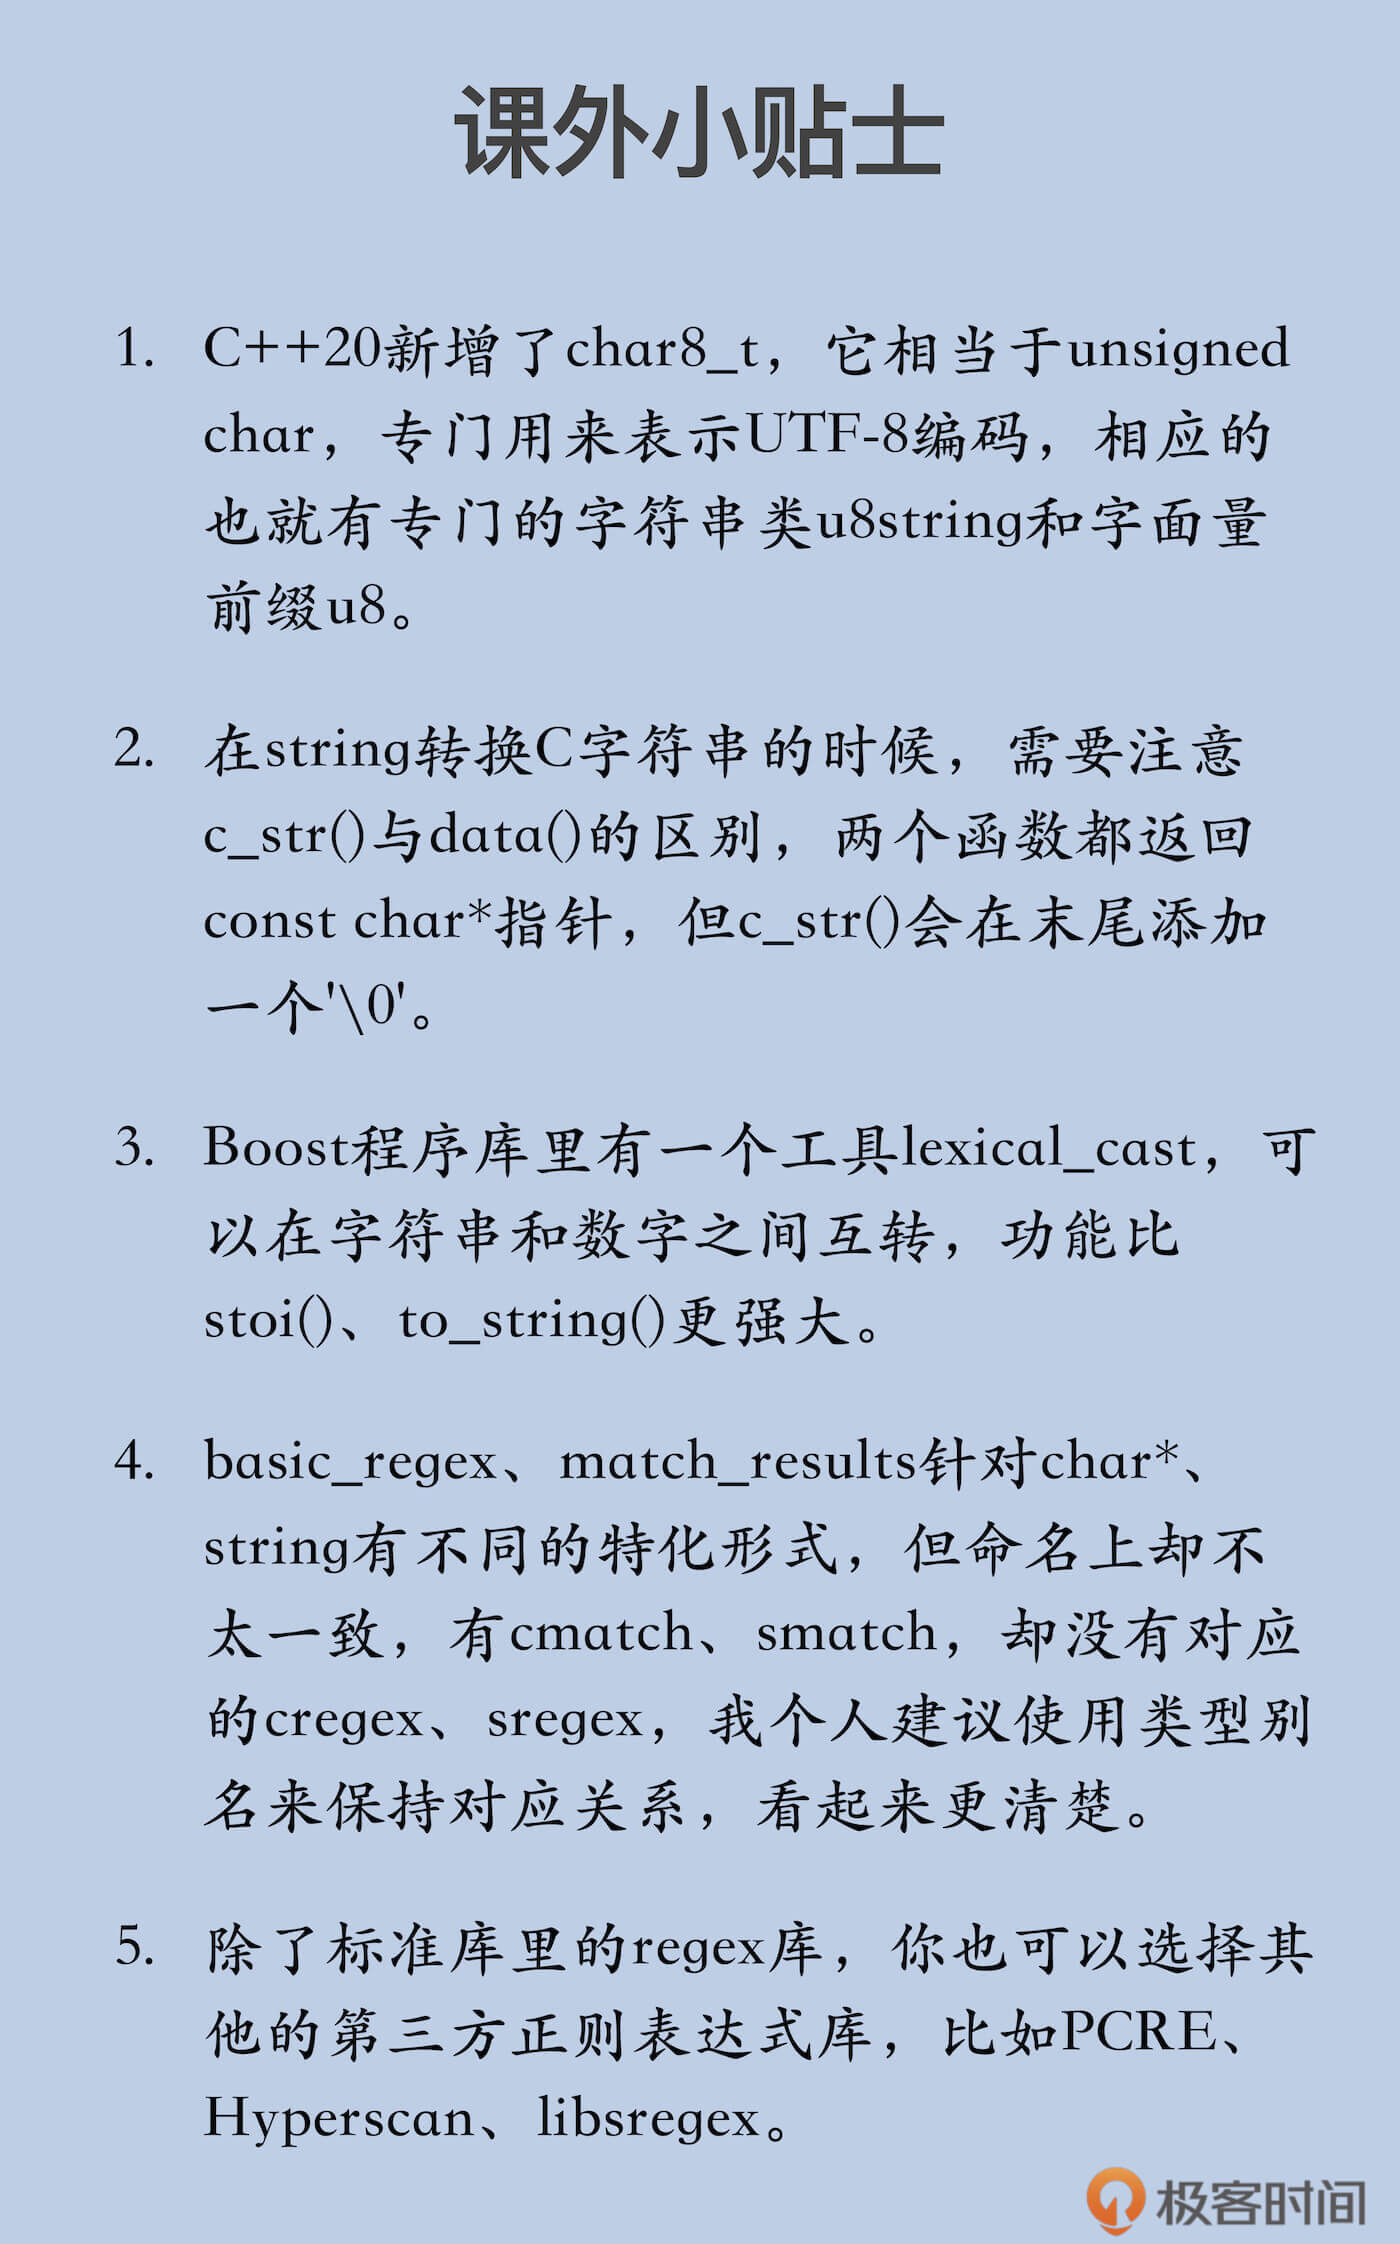 课外小贴士
1. C++20新增了char8_t，它相当于unsigned
char，专门用来表示UTF-8编码，相应的
也就有专门的字符串类u8string和字面量
前缀u8。
2. 在string转换C字符串的时候，需要注意
c_str()与data()的区别，两个函数都返回
const char*指针，但c_str()会在末尾添加
一个'\0'。
3. Boost程序库里有一个工具lexical_cast，可
以在字符串和数字之间互转，功能比
stoi()、to_string()更强大。
4. basic_regex、match_results针对char*、
string有不同的特化形式，但命名上却不
太一致，有cmatch、smatch，却没有对应
的cregex、sregex，我个人建议使用类型别
名来保持对应关系，看起来更清楚。
5. 除了标准库里的regex库，你也可以选择其
他的第三方正则表达式库，比如PCRE、
Hyperscan、libsregex。
极客时间